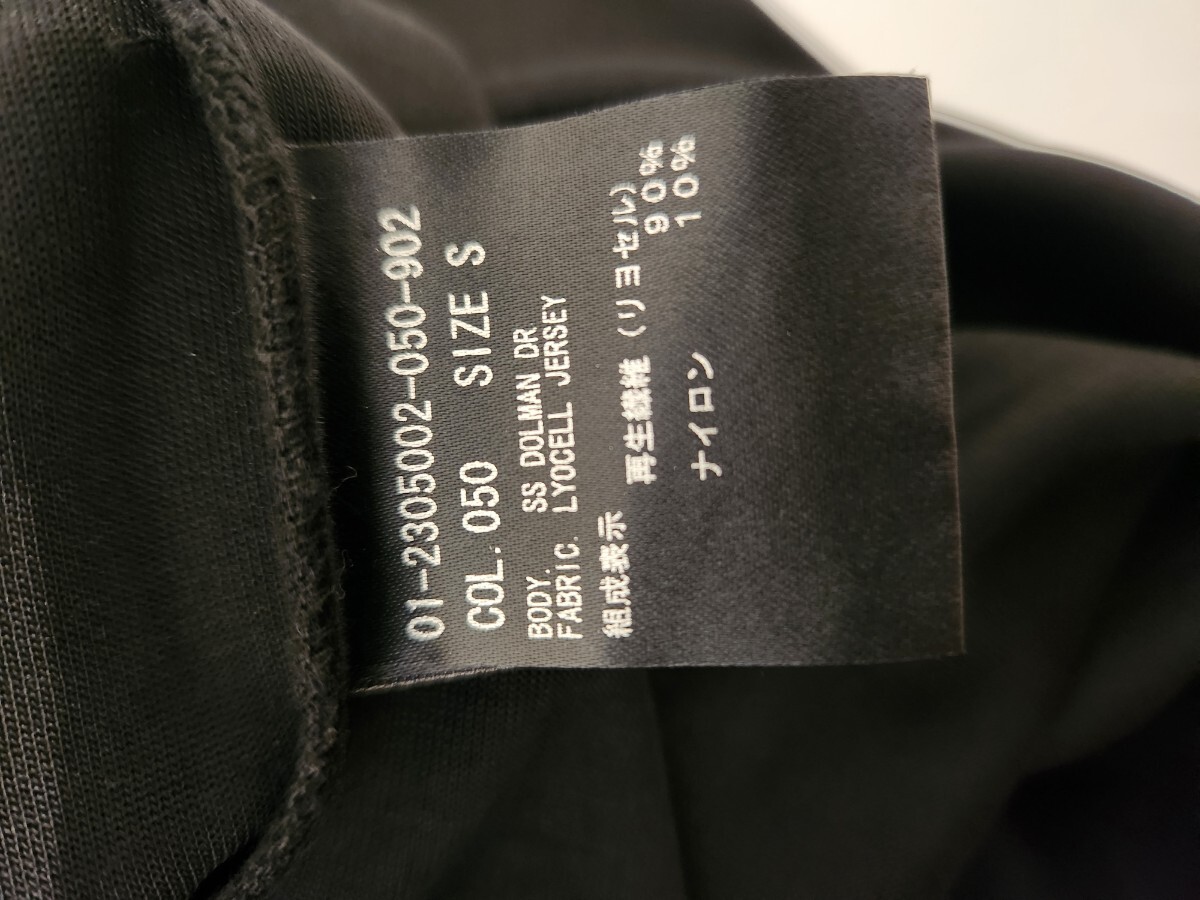 01-2305002-050-902
COL. 050 SIZE S
BODY. SS DOLMAN DR
FABRIC. LYOCELL JERSEY
組成表示 再生繊維 (リヨセル)
90%
ナイロン 10%